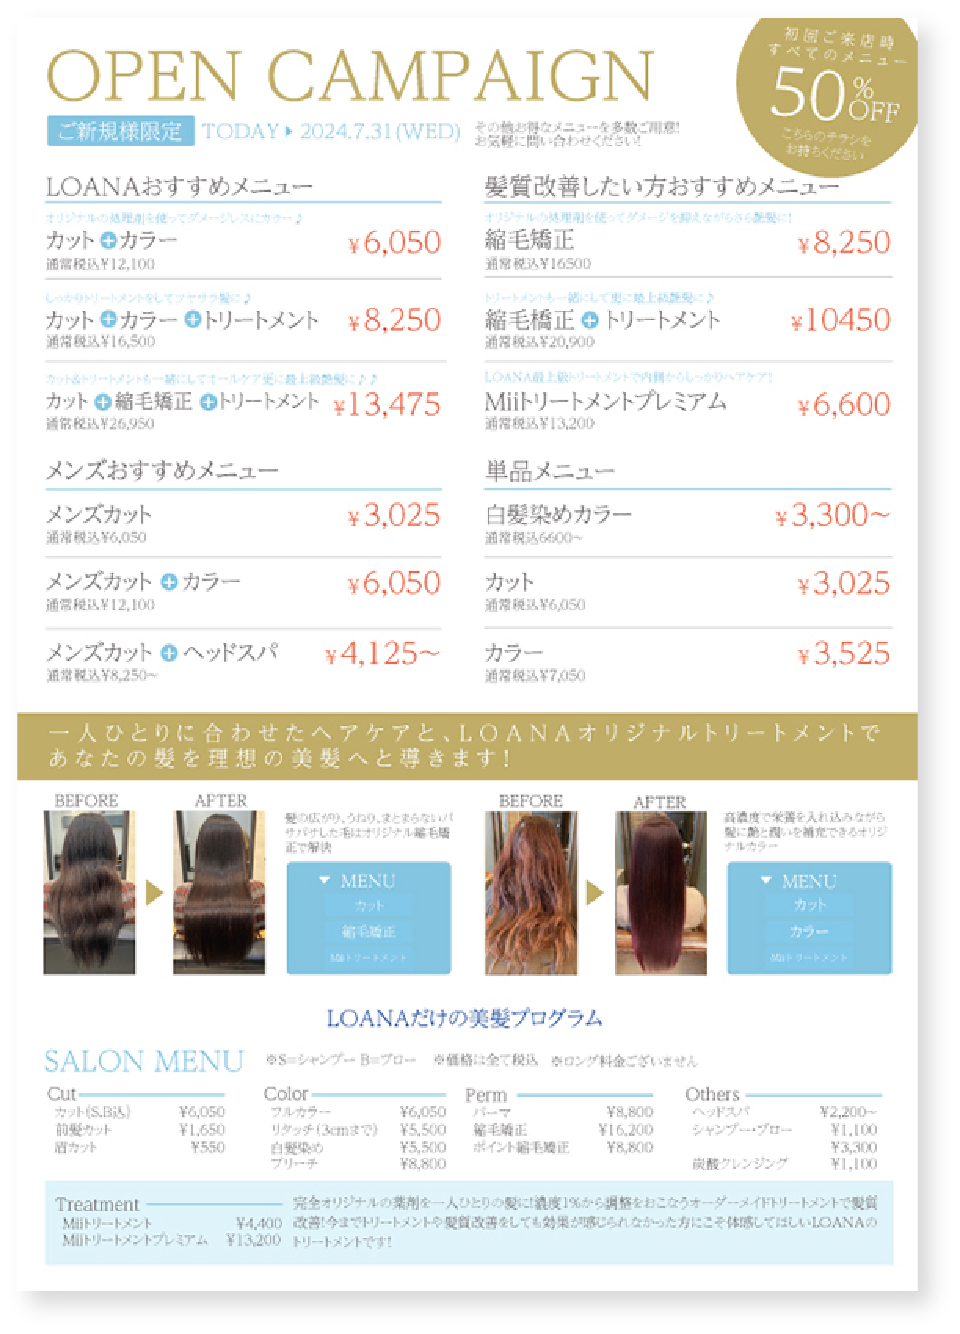 OPEN CAMPAIGN
初回ご来店時
すべてのメニュー
50%OFF
こちらのチラシを
お持ちください
ご新規様限定 TODAY▶2024.7.31(WED)
その他お得なメニューを多数ご用意!
お気軽に問い合わせください!
LOANAおすすめメニュー
オリジナルの処理剤を使ってダメージレスにカラー♪
カット+カラー ¥6,050
通常税込¥12,100
しっかりトリートメントをしてツヤサラ髪に♪
カット+カラー+トリートメント ¥8,250
通常税込¥16,500
カット&トリートメントも一緒にしてオールケア更に最上級艶髪に♪♪
カット+縮毛矯正+トリートメント ¥13,475
通常税込¥26,950
髪質改善したい方おすすめメニュー
オリジナルの処理剤を使ってダメージを抑えながらさら艶髪に!
縮毛矯正 ¥8,250
通常税込¥16500
トリートメントも一緒にして更に最上級艶髪に♪
縮毛橋正+トリートメント ¥10450
通常税込¥20,900
LOANA最上級トリートメントで内側からしっかりヘアケア!
Miiトリートメントプレミアム ¥6,600
通常税込¥13,200
メンズおすすめメニュー
メンズカット ¥3,025
通常税込¥6,050
メンズカット+カラー ¥6,050
通常税込¥12,100
メンズカット+ヘッドスパ ¥4,125~
通常税込¥8,250~
単品メニュー
白髪染めカラー ¥3,300~
通常税込6600~
カット ¥3,025
通常税込¥6,050
カラー ¥3,525
通常税込¥7,050
一人ひとりに合わせたヘアケアと、LOANAオリジナルトリートメントで
あなたの髪を理想の美髪へと導きます!
BEFORE AFTER
髪の広がり、うねり、まとまらないパ
サパサした毛はオリジナル縮毛矯
正で解決
MENU
カット
縮毛矯正
Miiトリートメント
BEFORE AFTER
高濃度で栄養を入れ込みながら
髪に艶と潤いを補充できるオリジ
ナルカラー
MENU
カット
カラー
Miiトリートメント
LOANAだけの美髪プログラム
SALON MENU ※S=シャンプー B=ブロー ※価格は全て税込 ※ロング料金ございません
Cut
カット(S.B込) ¥6,050
前髪カット ¥1,650
眉カット ¥550
Color
フルカラー ¥6,050
リタッチ(3cmまで) ¥5,500
白髪染め ¥5,500
ブリーチ ¥8,800
Perm
パーマ ¥8,800
縮毛矯正 ¥16,200
ポイント縮毛矯正 ¥8,800
Others
ヘッドスパ ¥2,200~
シャンプー・ブロー ¥1,100
¥3,300
炭酸クレンジング ¥1,100
Treatment
Miiトリートメント ¥4,400
Miiトリートメントプレミアム ¥13,200
完全オリジナルの薬剤を一人ひとりの髪に!濃度1%から調整をおこなうオーダーメイドトリートメントで髪質
改善!今までトリートメントや髪質改善をしても効果が感じられなかった方にこそ体感してほしいLOANAの
トリートメントです!